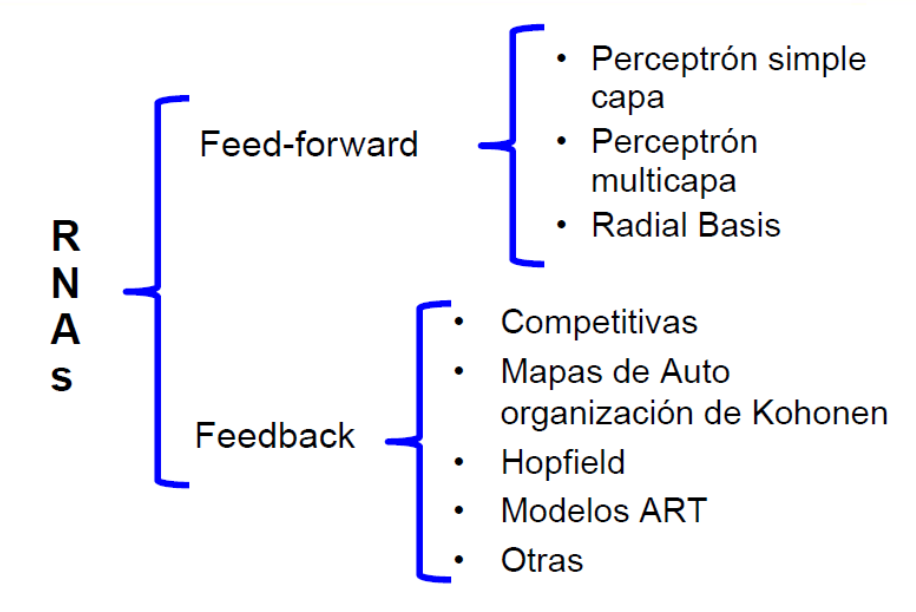 RNAs
Feed-forward
• Perceptrón simple
capa
• Perceptrón
multicapa
• Radial Basis
Feedback
• Competitivas
• Mapas de Auto
organización de Kohonen
• Hopfield
• Modelos ART
• Otras